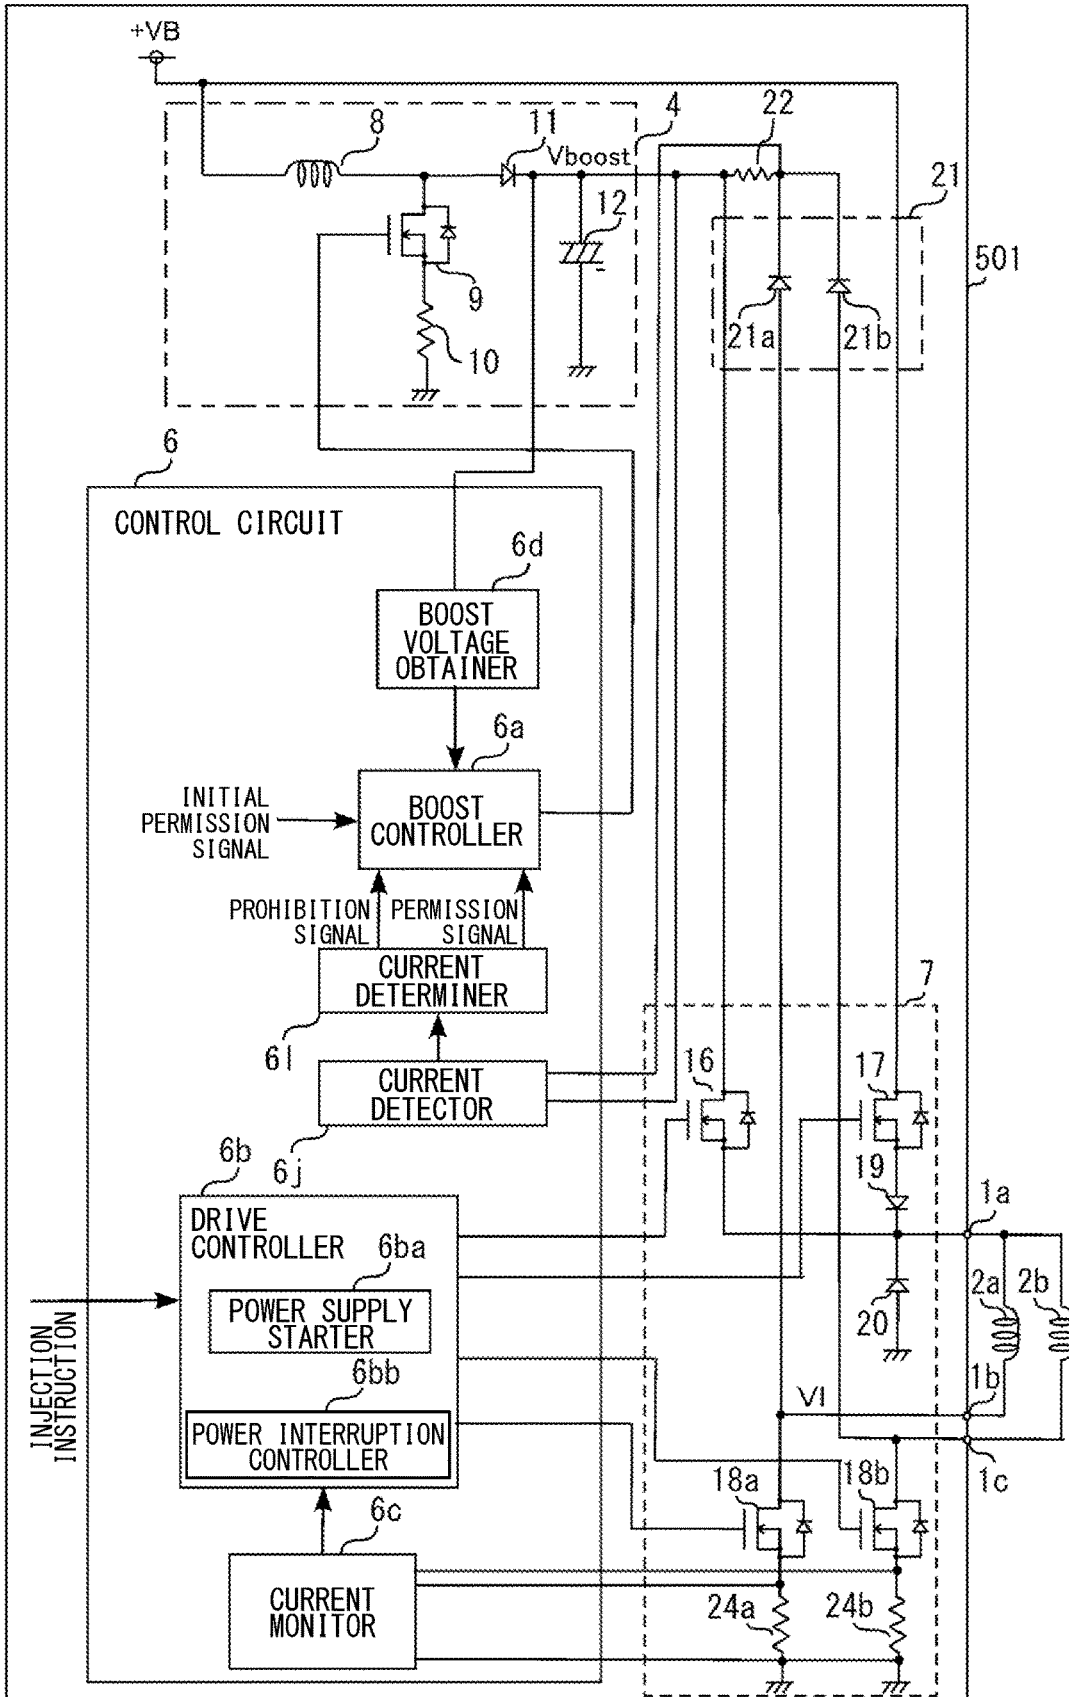 +VB
8
11
4
22
Vboost
12
21
501
9
10
21a
21b
6
CONTROL CIRCUIT
6d
BOOST
VOLTAGE
OBTAINER
6a
INITIAL
PERMISSION
SIGNAL
BOOST
CONTROLLER
PROHIBITION
SIGNAL
PERMISSION
SIGNAL
CURRENT
DETERMINER
7
6l
16
17
CURRENT
DETECTOR
6j
6b
19
1a
DRIVE
CONTROLLER
6ba
POWER SUPPLY
STARTER
20
2a
2b
6bb
INJECTION
INSTRUCTION
POWER INTERRUPTION
CONTROLLER
VI
1b
1c
18a
18b
6c
CURRENT
MONITOR
24a
24b